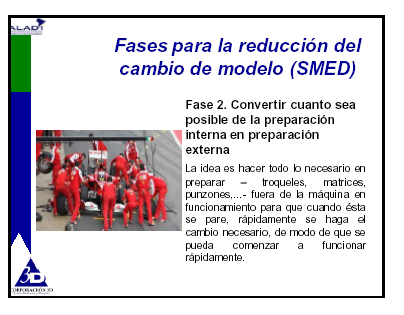 ALADI
Fases para la reducción del
cambio de modelo (SMED)
Fase 2. Convertir cuanto sea
posible de la preparación
interna en preparación
externa
La idea es hacer todo lo necesario en
preparar – troqueles, matrices,
punzones,...- fuera de la máquina en
funcionamiento para que cuando ésta
se pare, rápidamente se haga el
cambio necesario, de modo de que se
pueda comenzar a funcionar
rápidamente.
3D
CORPORACION 3D